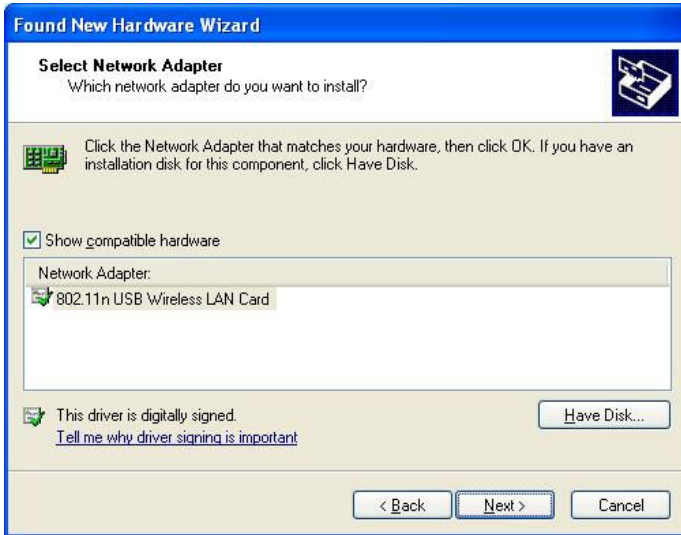 Found New Hardware Wizard
Select Network Adapter
Which network adapter do you want to install?
Click the Network Adapter that matches your hardware, then click OK. If you have an
installation disk for this component, click Have Disk.
Show compatible hardware
Network Adapter:
802.11n USB Wireless LAN Card
This driver is digitally signed.
Have Disk...
Tell me why driver signing is important
< Back
Next >
Cancel